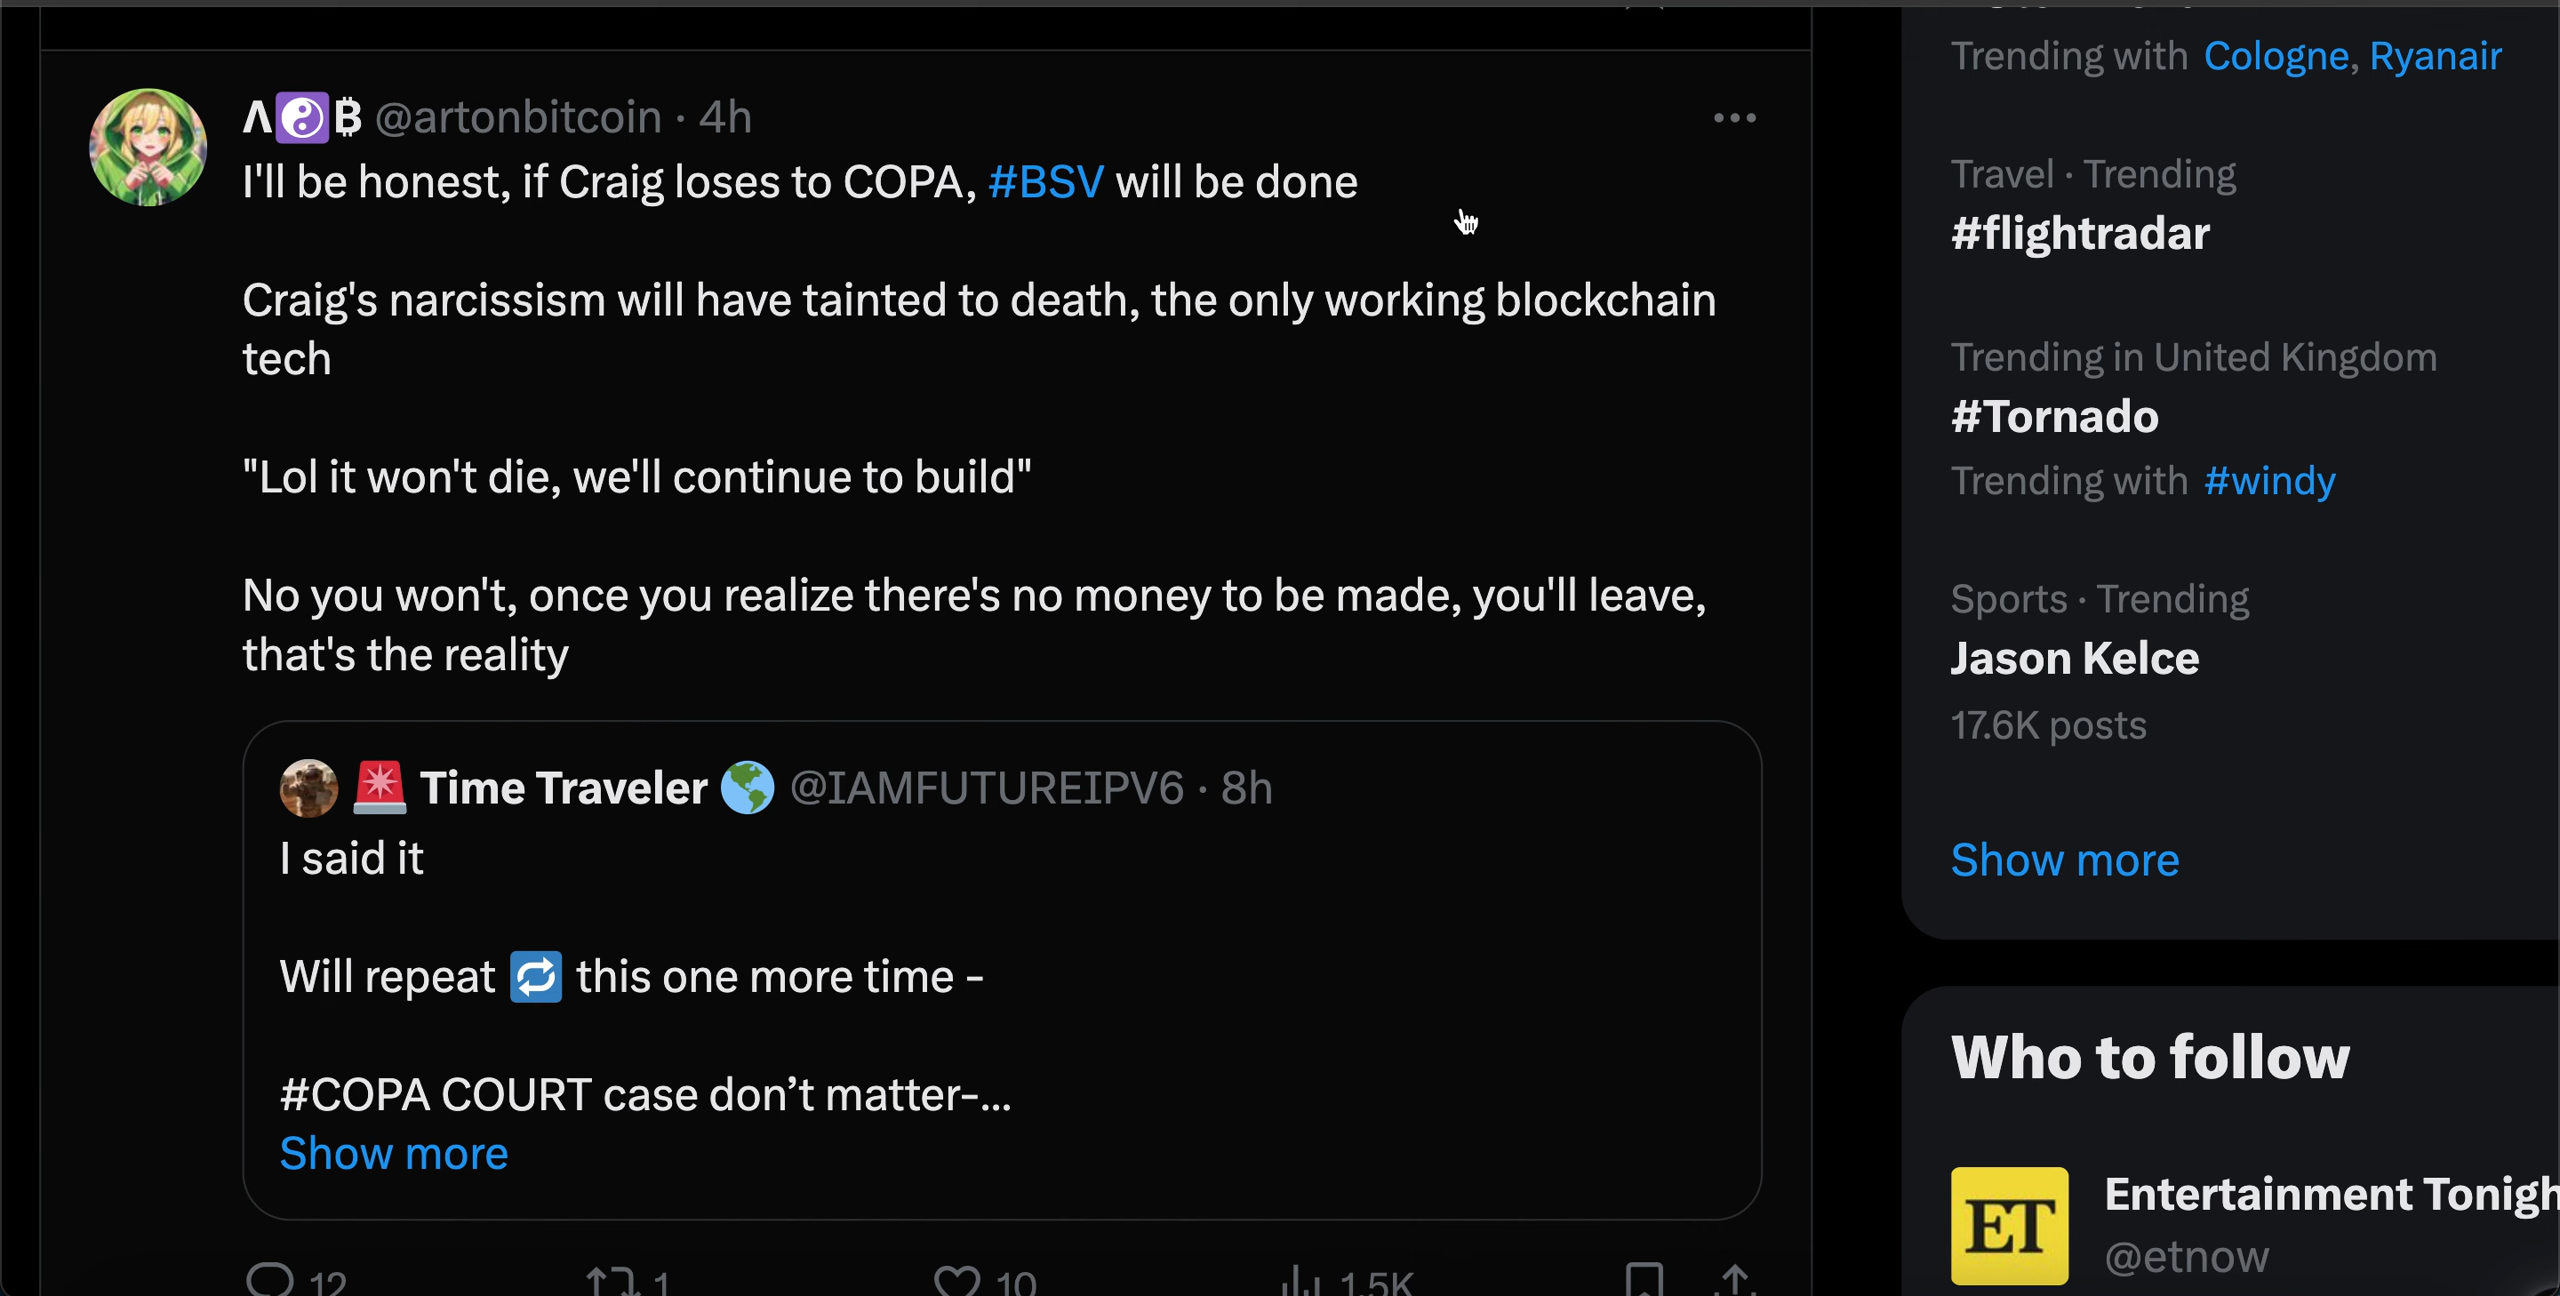 Λ☯️₿ @artonbitcoin · 4h
I'll be honest, if Craig loses to COPA, #BSV will be done
Craig's narcissism will have tainted to death, the only working blockchain
tech
"Lol it won't die, we'll continue to build"
No you won't, once you realize there's no money to be made, you'll leave,
that's the reality
🚨 Time Traveler 🌎 @IAMFUTUREIPV6 · 8h
I said it
Will repeat 🔁 this one more time -
#COPA COURT case don’t matter-...
Show more
12 1 10 1.5K
Trending with Cologne, Ryanair
Travel · Trending
#flightradar
Trending in United Kingdom
#Tornado
Trending with #windy
Sports · Trending
Jason Kelce
17.6K posts
Show more
Who to follow
ET
Entertainment Tonigh
@etnow